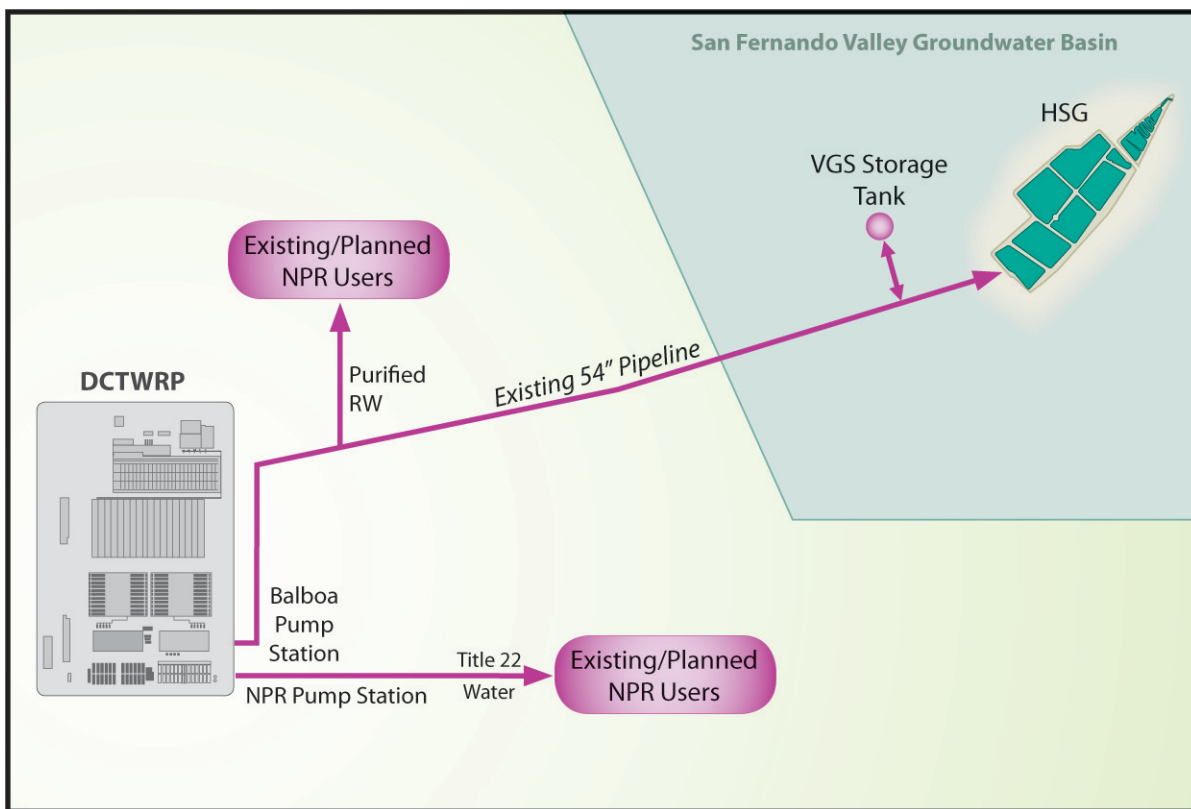 San Fernando Valley Groundwater Basin
HSG
VGS Storage
Tank
Existing/Planned
NPR Users
Purified
RW
Existing 54” Pipeline
DCTWRP
Balboa
Pump
Station
NPR Pump Station
Title 22
Water
Existing/Planned
NPR Users